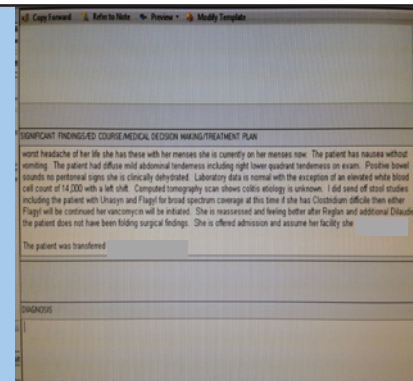 Copy Forward Refer to Note Preview Modify Template
SIGNIFICANT FINDINGS/ED COURSE/MEDICAL DECISION MAKING/TREATMENT PLAN
worst headache of her life she has these with her menses she is currently on her menses now. The patient has nausea without
vomiting. The patient had diffuse mild abdominal tenderness including right lower quadrant tenderness on exam. Positive bowel
sounds no peritoneal signs she is clinically dehydrated. Laboratory data is normal with the exception of an elevated white blood
cell count of 14,000 with a left shift. Computed tomography scan shows colitis etiology is unknown. I did send off stool studies
including the patient with Unasyn and Flagyl for broad spectrum coverage at this time if she has Clostridium difficile then either
Flagyl will be continued her vancomycin will be initiated. She is reassessed and feeling better after Reglan and additional Dilaudid
the patient does not have been folding surgical findings. She is offered admission and assume her facility she
The patient was transferred
DIAGNOSIS